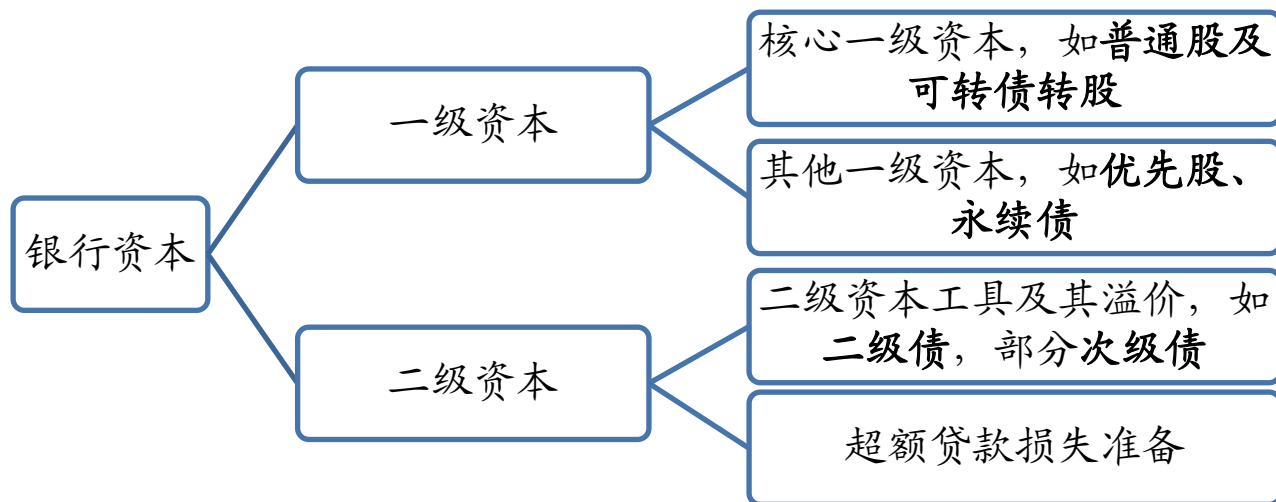 银行资本
一级资本
核心一级资本，如普通股及
可转债转股
其他一级资本，如优先股、
永续债
二级资本
二级资本工具及其溢价，如
二级债，部分次级债
超额贷款损失准备